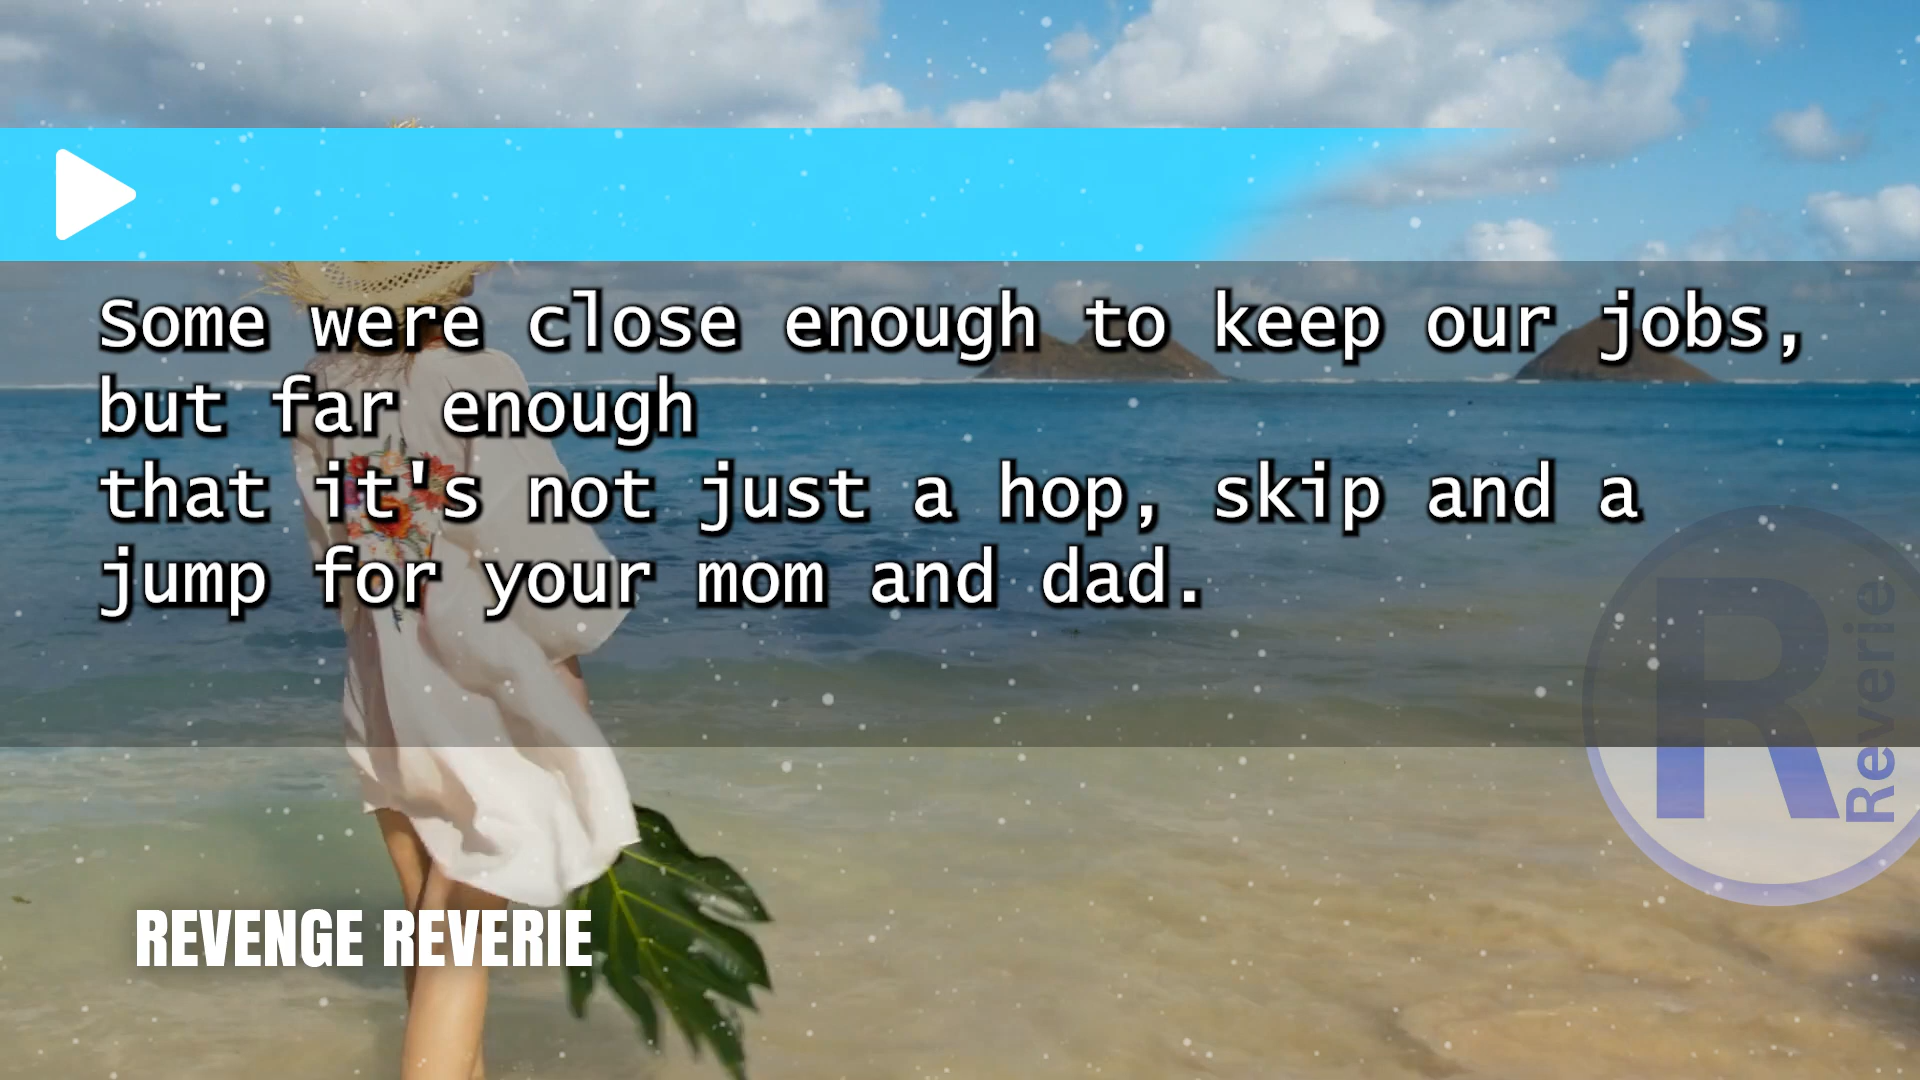 Some were close enough to keep our jobs,
but far enough
that it's not just a hop, skip and a
jump for your mom and dad.
R
Reverie
REVENGE REVERIE